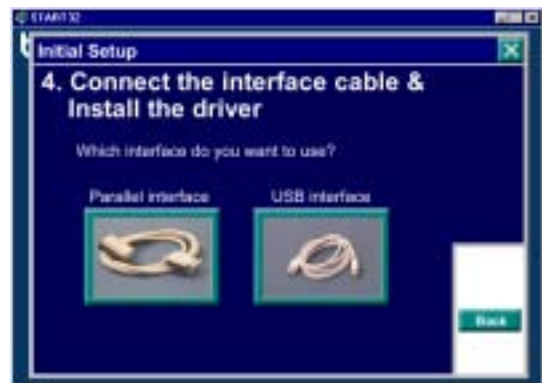 START32
Initial Setup
4. Connect the interface cable &
Install the driver
Which interface do you want to use?
Parallel interface
USB interface
Back